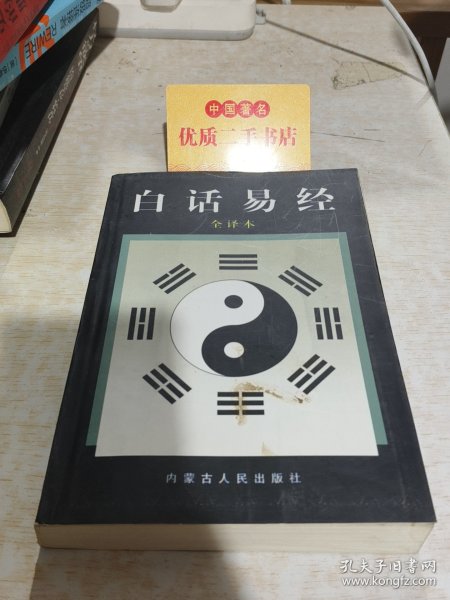 中国著名
优质二手书店
白话易经
全译本
内蒙古人民出版社
孔夫子旧书网
www.kongfz.com